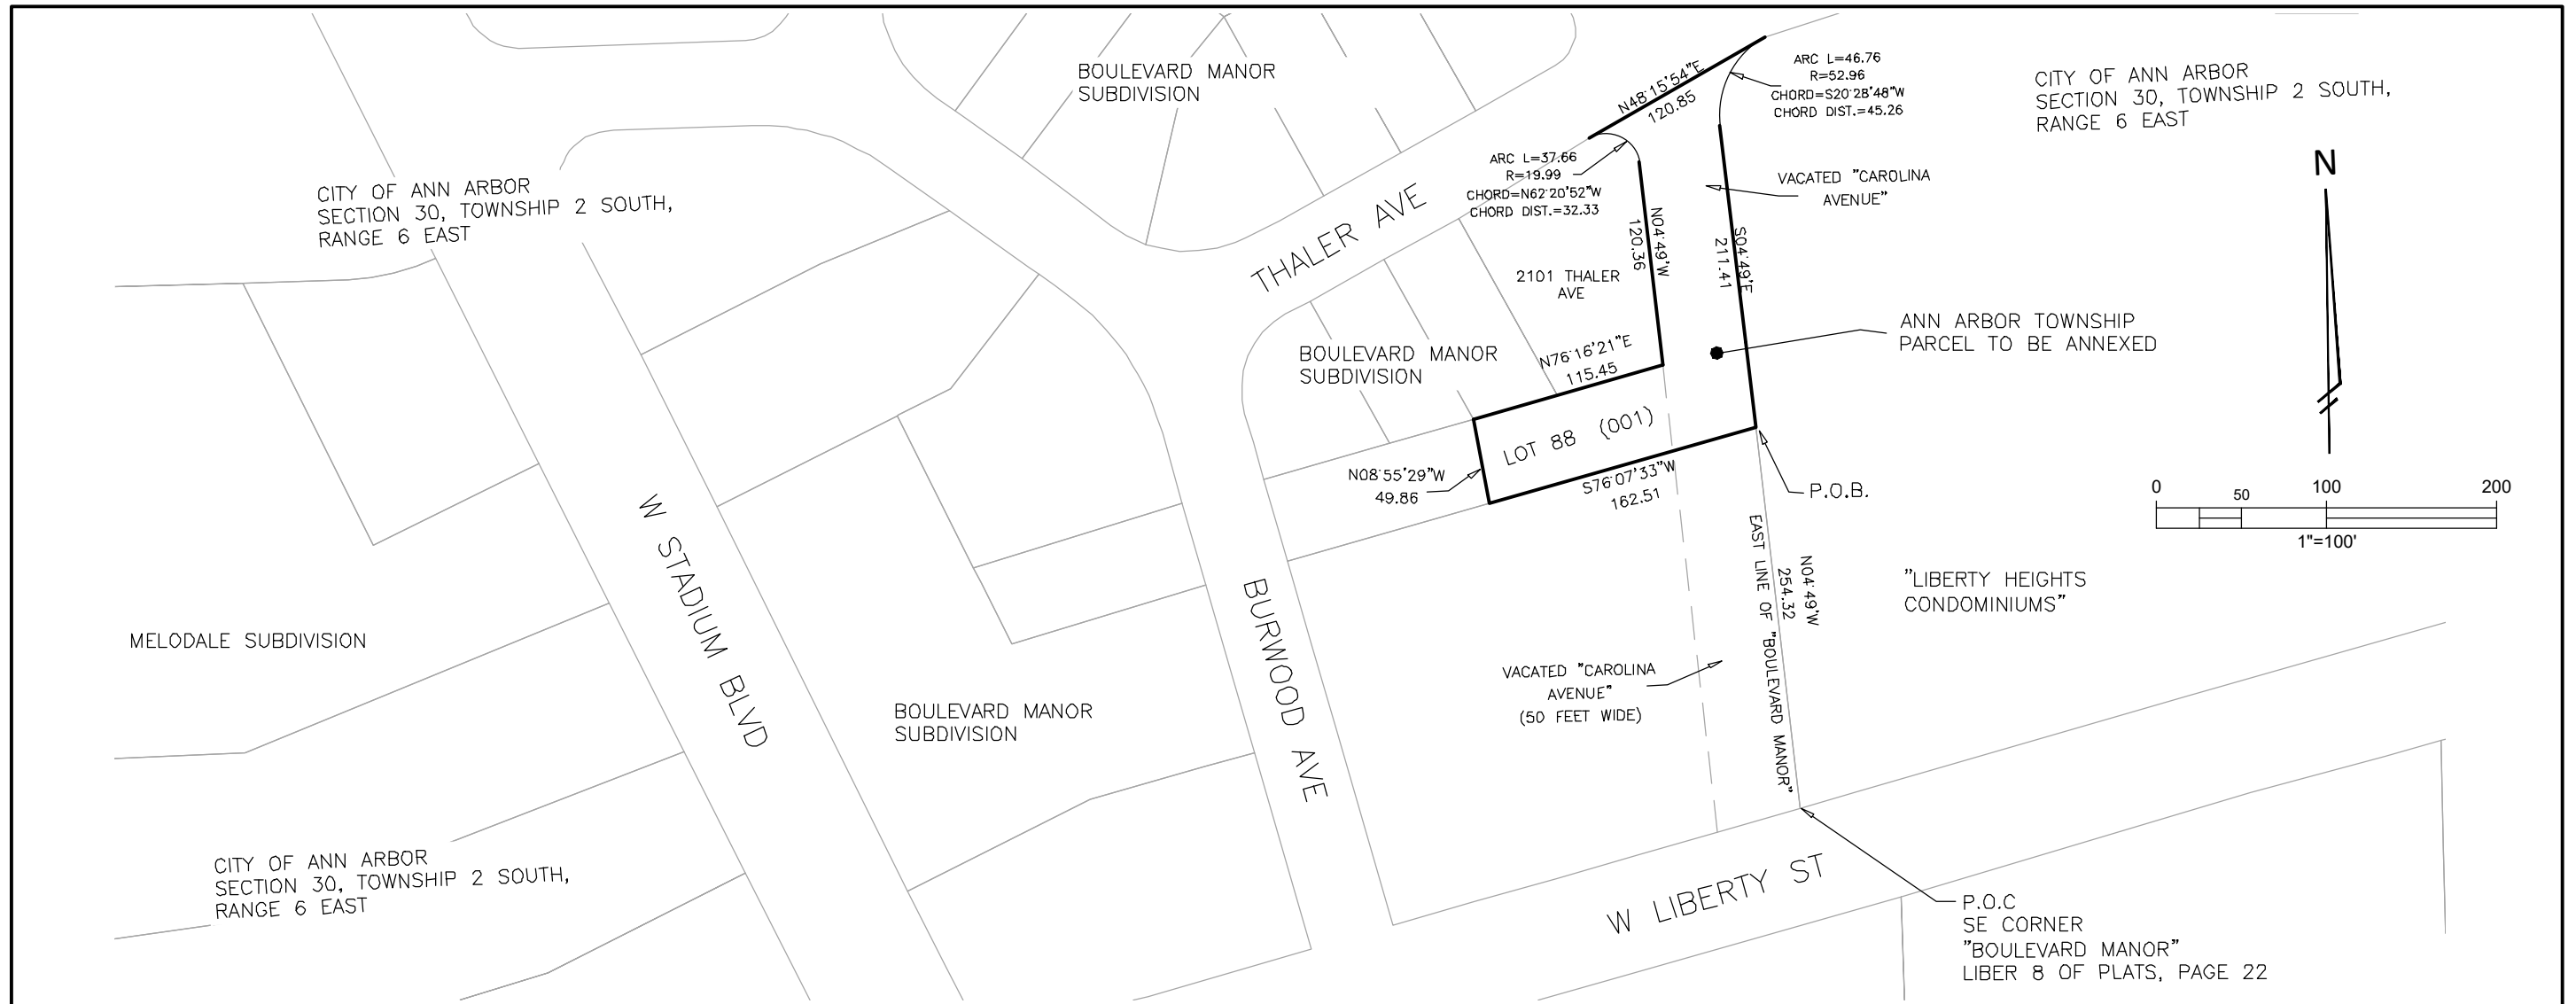 BOULEVARD MANOR
SUBDIVISION
N48°15'54"E
120.85
ARC L=46.76
R=52.96
CHORD=S20°28'48"W
CHORD DIST.=45.26
CITY OF ANN ARBOR
SECTION 30, TOWNSHIP 2 SOUTH,
RANGE 6 EAST
N
CITY OF ANN ARBOR
SECTION 30, TOWNSHIP 2 SOUTH,
RANGE 6 EAST
ARC L=37.66
R=19.99
CHORD=N62°20'52"W
CHORD DIST.=32.33
VACATED "CAROLINA
AVENUE"
THALER AVE
N04°49'W
120.36
S04°49'E
211.41
2101 THALER
AVE
ANN ARBOR TOWNSHIP
PARCEL TO BE ANNEXED
BOULEVARD MANOR
SUBDIVISION
N76°16'21"E
115.45
LOT 88 (001)
N08°55'29"W
49.86
S76°07'33"W
162.51
P.O.B.
0 50 100 200
1"=100'
W STADIUM BLVD
BURWOOD AVE
EAST LINE OF "BOULEVARD MANOR"
N04°49'W
254.32
"LIBERTY HEIGHTS
CONDOMINIUMS"
MELODALE SUBDIVISION
VACATED "CAROLINA
AVENUE"
(50 FEET WIDE)
BOULEVARD MANOR
SUBDIVISION
CITY OF ANN ARBOR
SECTION 30, TOWNSHIP 2 SOUTH,
RANGE 6 EAST
W LIBERTY ST
P.O.C
SE CORNER
"BOULEVARD MANOR"
LIBER 8 OF PLATS, PAGE 22